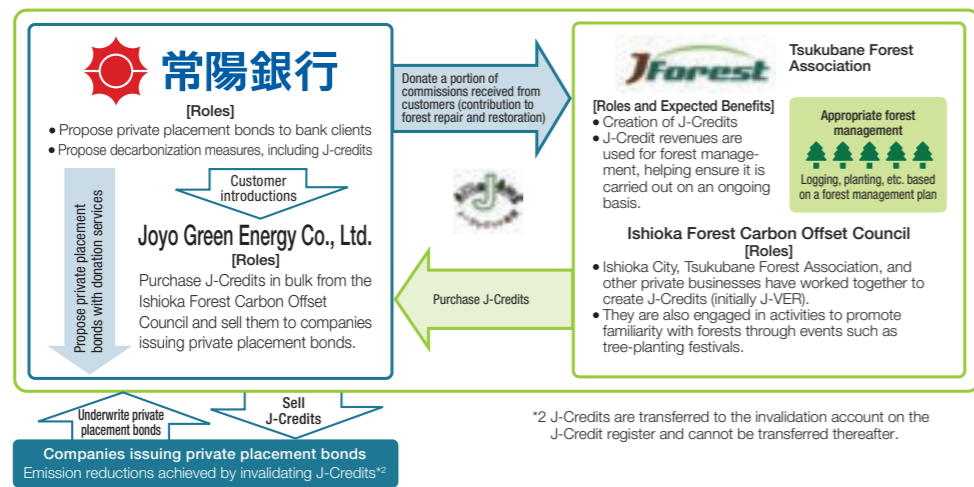 常陽銀行
[Roles]
• Propose private placement bonds to bank clients
• Propose decarbonization measures, including J-credits
Customer
introductions
Propose private placement
bonds with donation services
Joyo Green Energy Co., Ltd.
[Roles]
Purchase J-Credits in bulk from the
Ishioka Forest Carbon Offset
Council and sell them to companies
issuing private placement bonds.
Donate a portion of
commissions received from
customers (contribution to
forest repair and restoration)
J
Purchase J-Credits
JForest
Tsukubane Forest
Association
[Roles and Expected Benefits]
• Creation of J-Credits
• J-Credit revenues are
used for forest manage-
ment, helping ensure it is
carried out on an ongoing
basis.
Appropriate forest
management
Logging, planting, etc. based
on a forest management plan
Ishioka Forest Carbon Offset Council
[Roles]
• Ishioka City, Tsukubane Forest Association, and
other private businesses have worked together to
create J-Credits (initially J-VER).
• They are also engaged in activities to promote
familiarity with forests through events such as
tree-planting festivals.
Underwrite private
placement bonds
Sell
J-Credits
Companies issuing private placement bonds
Emission reductions achieved by invalidating J-Credits*2
*2 J-Credits are transferred to the invalidation account on the
J-Credit register and cannot be transferred thereafter.